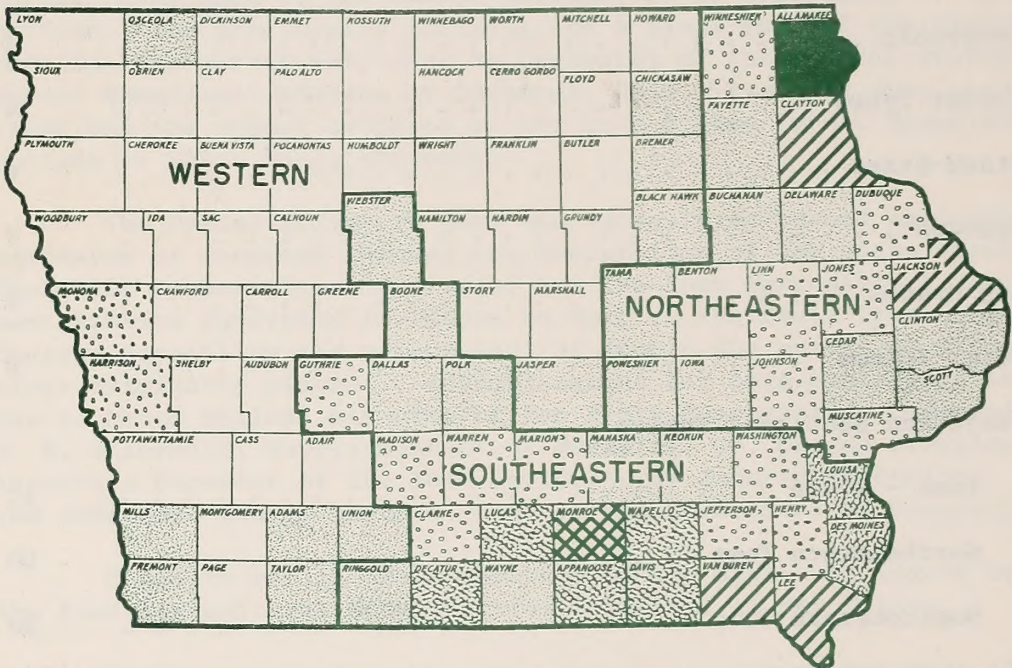 LYON OSCEOLA DICKINSON EMMET KOSSUTH WINNEBAGO WORTH MITCHELL HOWARD WINNESHIEK ALLAMAKEE
SIOUX O'BRIEN CLAY PALO ALTO HANCOCK CERRO GORDO FLOYD CHICKASAW
FAYETTE CLAYTON
PLYMOUTH CHEROKEE BUENA VISTA POCAHONTAS HUMBOLDT WRIGHT FRANKLIN BUTLER BREMER
WESTERN
WEBSTER BLACK HAWK BUCHANAN DELAWARE DUBUQUE
WOODBURY IDA SAC CALHOUN HAMILTON HARDIM GRUNDY
TAMA BENTON LINN JONES JACKSON
MONONA CRAWFORD CARROLL GREENE BOONE STORY MARSHALL
NORTHEASTERN
CLINTON
CEDAR
HARRISON SHELBY AUDUBON GUTHRIE DALLAS POLK JASPER POWESHIEK IOWA JOHNSON SCOTT
MUSCATINE
POTTAWATTAMIE CASS ADAIR MADISON WARREN MARION MAHASKA KEOKUK WASHINGTON
SOUTHEASTERN
LOUISA
MILLS MONTGOMERY ADAMS UNION CLARKE LUCAS MONROE WAPELLO JEFFERSON HENRY DES MOINES
FREMONT PAGE TAYLOR RINGGOLD DECATUR WAYNE APPANOOSE DAVIS VAN BUREN
LEE